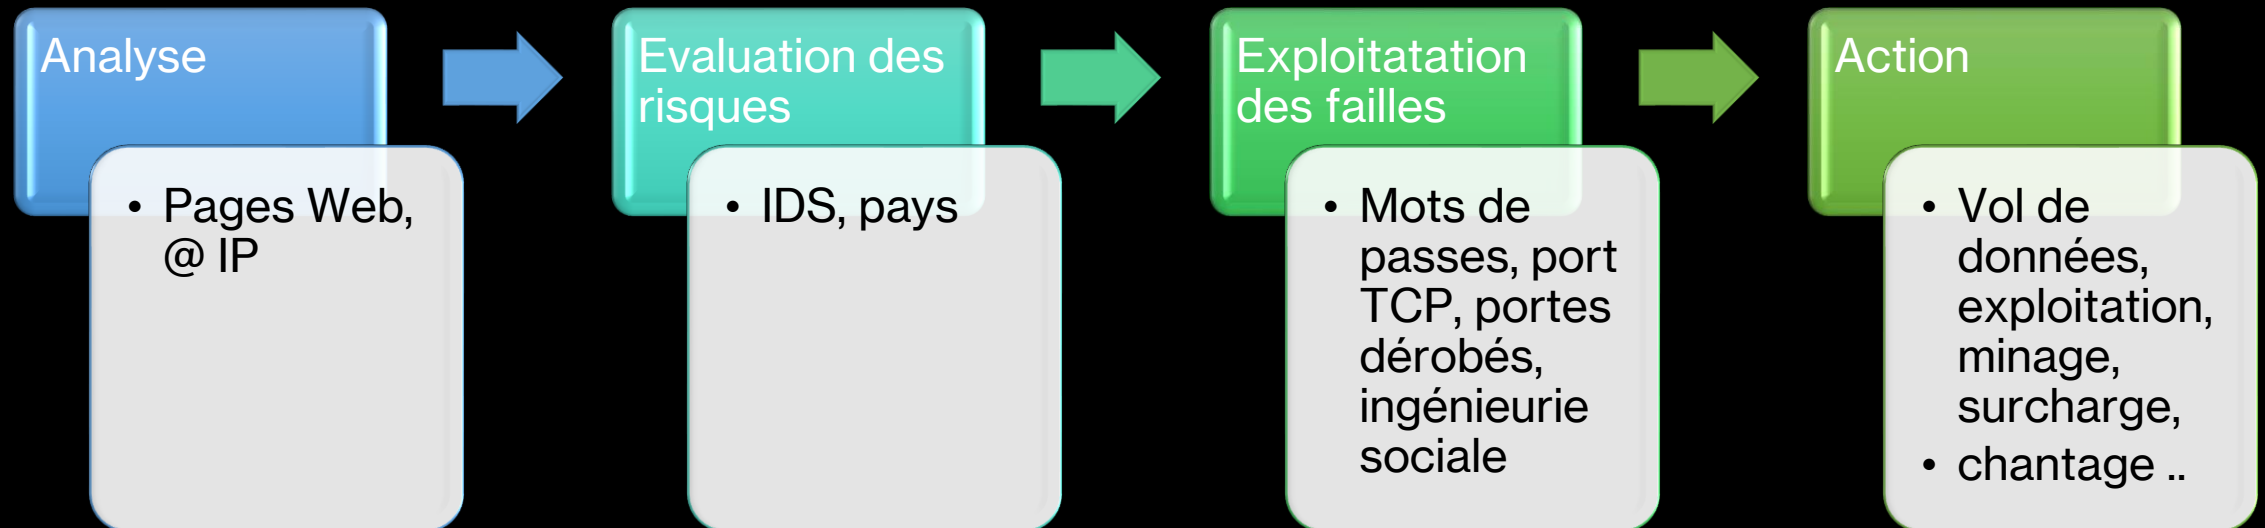 Analyse
• Pages Web,
@ IP
Evaluation des
risques
• IDS, pays
Exploitatation
des failles
• Mots de
passes, port
TCP, portes
dérobés,
ingénieurie
sociale
Action
• Vol de
données,
exploitation,
minage,
surcharge,
• chantage ..